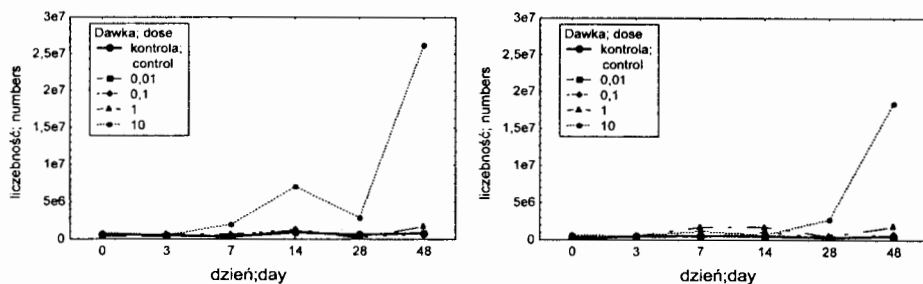 3e7
2,5e7
2e7
1,5e7
1e7
5e6
0
liczebność; numbers
Dawka; dose
kontrola;
control
0,01
0,1
1
10
0 3 7 14 28 48
dzień;day
3e7
2,5e7
2e7
1,5e7
1e7
5e6
0
liczebność; numbers
Dawka; dose
kontrola;
control
0,01
0,1
1
10
0 3 7 14 28 48
dzień;day